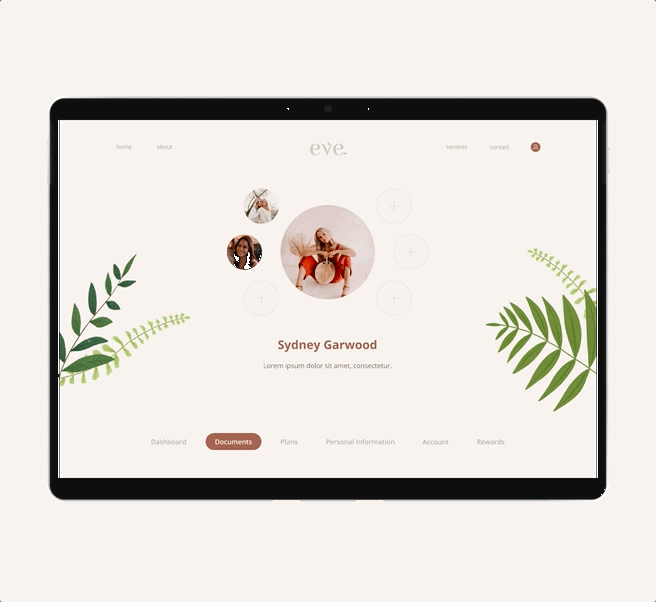 home about eve. services contact
Sydney Garwood
Lorem ipsum dolor sit amet, consectetur.
Dashboard Documents Plans Personal Information Account Rewards